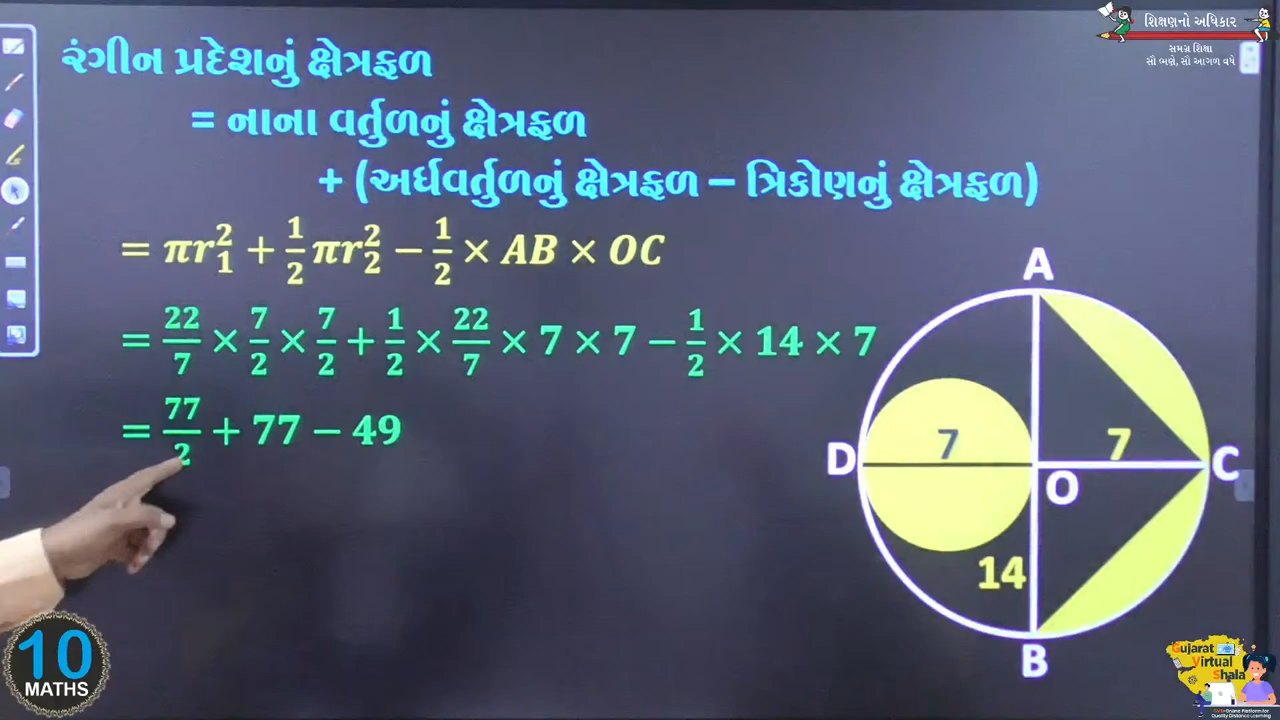 શિક્ષણનો અધિકાર
સમગ્ર શિક્ષા
સૌ ભણે, સૌ આગળ વધે
રંગીન પ્રદેશનું ક્ષેત્રફળ
= નાના વર્તુળનું ક્ષેત્રફળ
+ (અર્ધવર્તુળનું ક્ષેત્રફળ – ત્રિકોણનું ક્ષેત્રફળ)
= πr₁² + 1/2 πr₂² − 1/2 × AB × OC
= 22/7 × 7/2 × 7/2 + 1/2 × 22/7 × 7 × 7 − 1/2 × 14 × 7
= 77/2 + 77 − 49
A
7
7
D
C
O
14
B
10
MATHS
Gujarat
Virtual
Shala